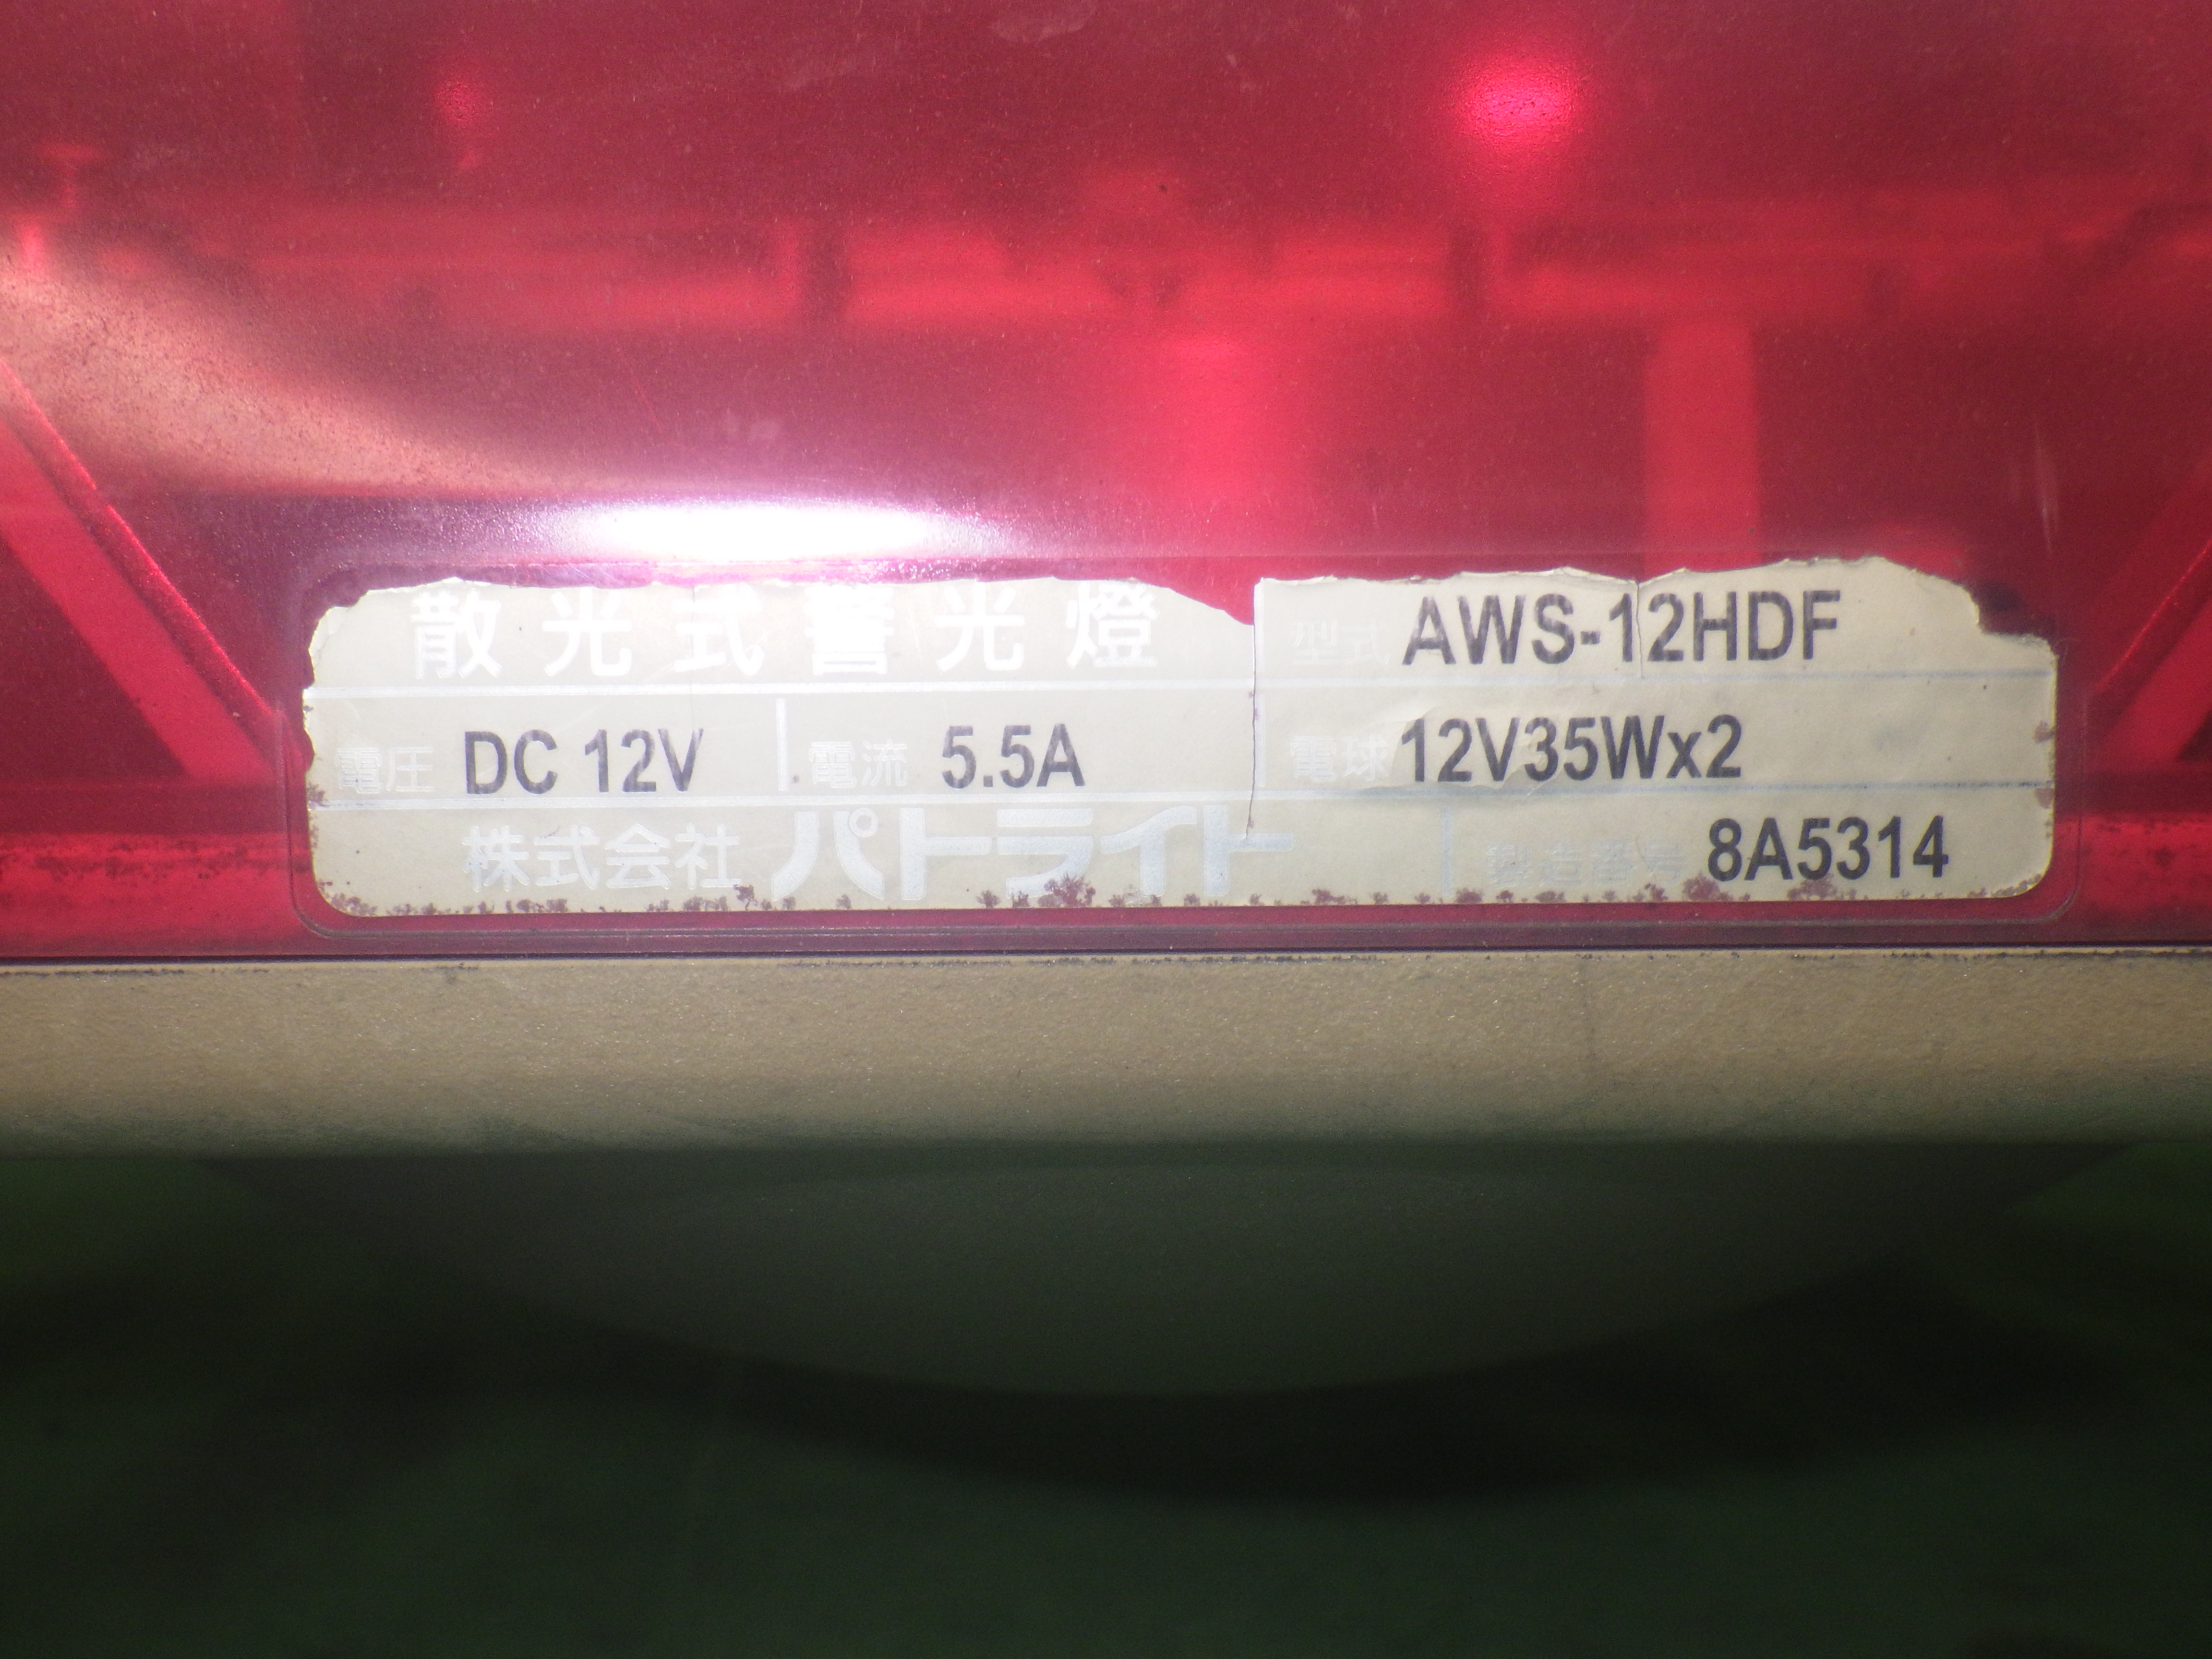 散光式警光燈 型式 AWS-12HDF
電圧 DC 12V 電流 5.5A 電球 12V35Wx2
株式会社 パトライト 製造番号 8A5314